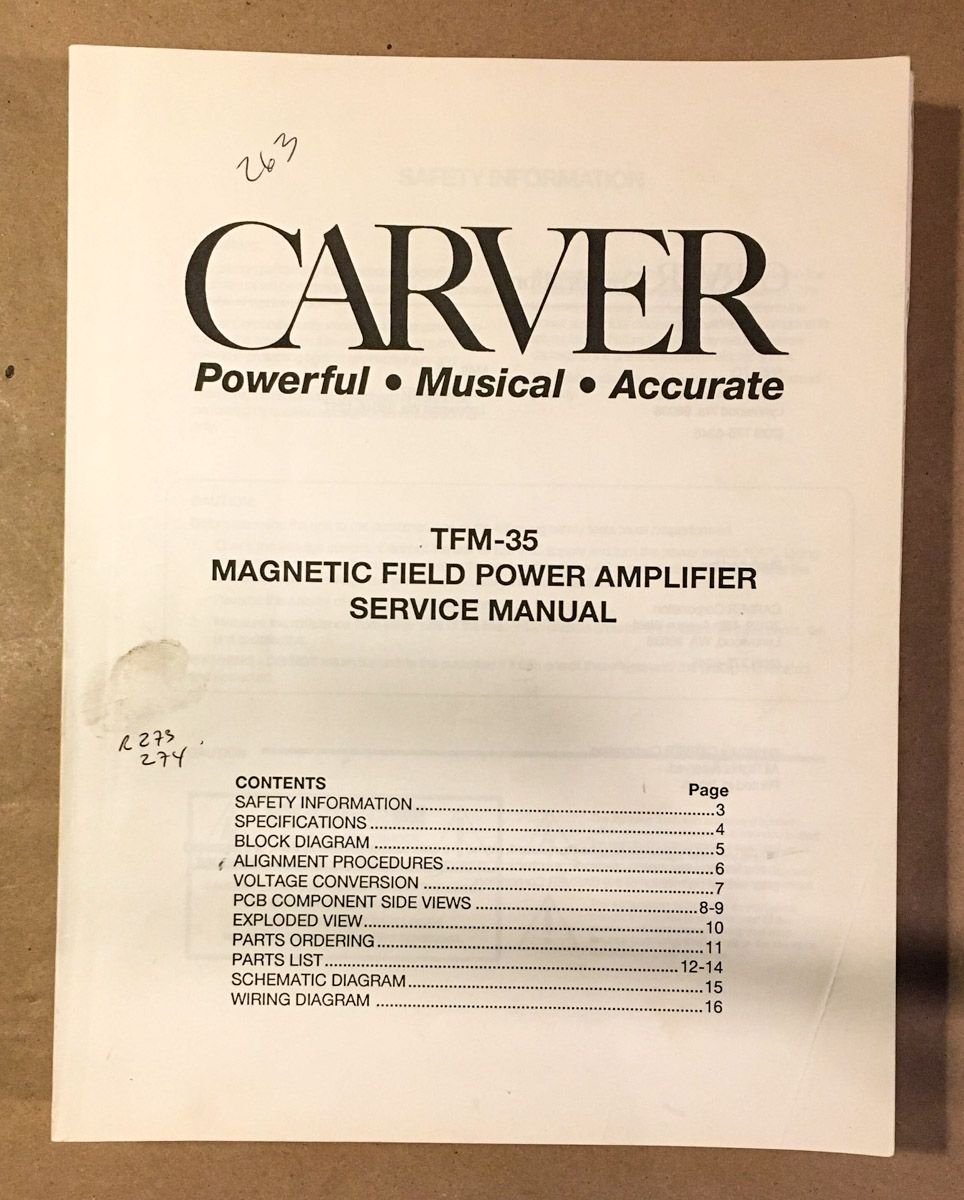 263
CARVER
Powerful • Musical • Accurate
TFM-35
MAGNETIC FIELD POWER AMPLIFIER
SERVICE MANUAL
R 273
274
CONTENTS Page
SAFETY INFORMATION ........................................................3
SPECIFICATIONS ................................................................4
BLOCK DIAGRAM ...............................................................5
ALIGNMENT PROCEDURES ..................................................6
VOLTAGE CONVERSION ......................................................7
PCB COMPONENT SIDE VIEWS ..........................................8-9
EXPLODED VIEW...............................................................10
PARTS ORDERING.............................................................11
PARTS LIST.................................................................12-14
SCHEMATIC DIAGRAM.......................................................15
WIRING DIAGRAM ............................................................16